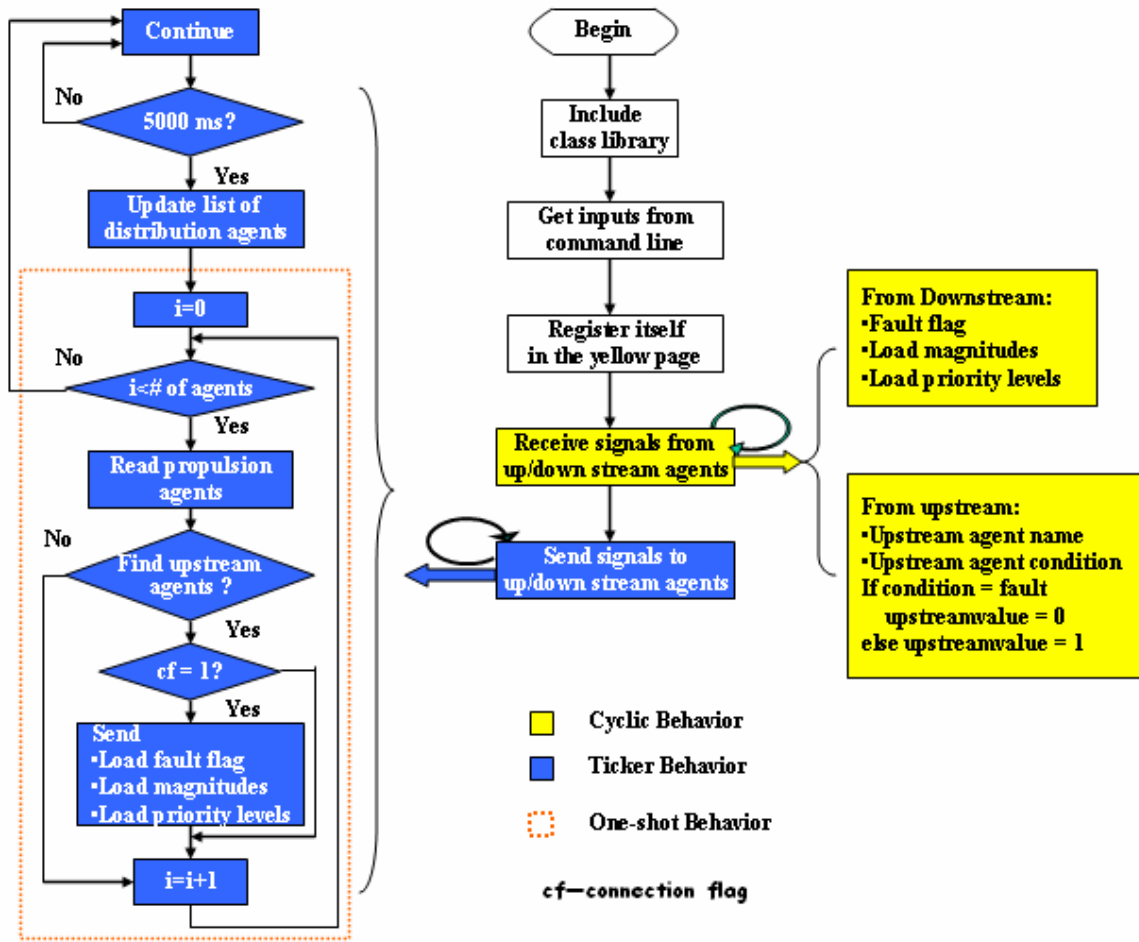 Continue
No
5000 ms?
Yes
Update list of
distribution agents
i=0
No
i<# of agents
Yes
Read propulsion
agents
No
Find upstream
agents ?
Yes
cf = 1?
Yes
Send
▪Load fault flag
▪Load magnitudes
▪Load priority levels
i=i+1
Begin
Include
class library
Get inputs from
command line
Register itself
in the yellow page
Receive signals from
up/down stream agents
Send signals to
up/down stream agents
From Downstream:
▪Fault flag
▪Load magnitudes
▪Load priority levels
From upstream:
▪Upstream agent name
▪Upstream agent condition
If condition = fault
upstreamvalue = 0
else upstreamvalue = 1
Cyclic Behavior
Ticker Behavior
One-shot Behavior
cf—connection flag